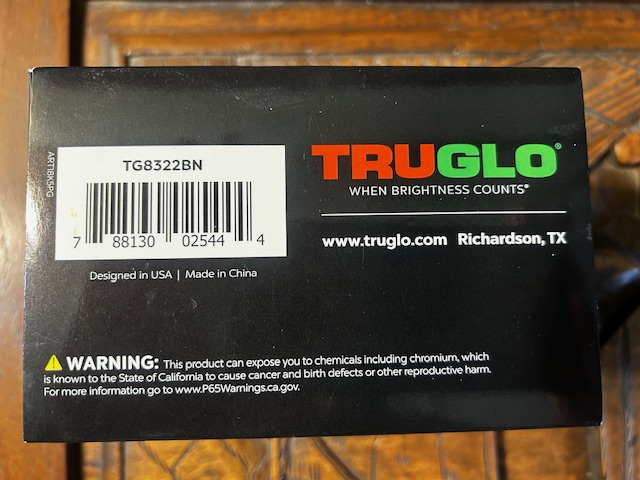 ART18K5PG
TG8322BN
7 88130 02544 4
Designed in USA | Made in China
TRUGLO®
WHEN BRIGHTNESS COUNTS®
www.truglo.com Richardson, TX
WARNING: This product can expose you to chemicals including chromium, which
is known to the State of California to cause cancer and birth defects or other reproductive harm.
For more information go to www.P65Warnings.ca.gov.